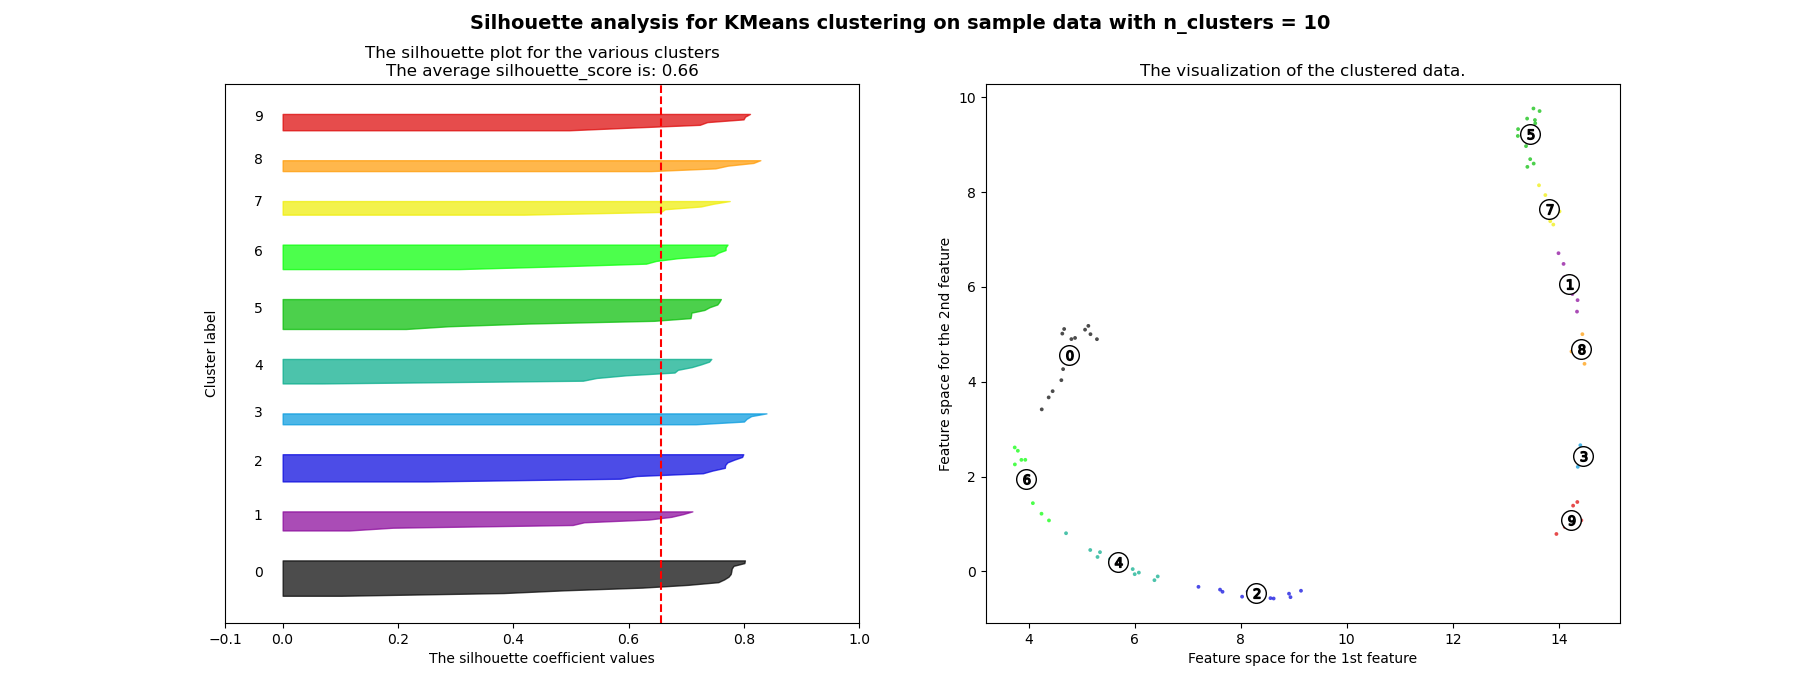 Silhouette analysis for KMeans clustering on sample data with n_clusters = 10
The silhouette plot for the various clusters
The average silhouette_score is: 0.66
9
8
7
6
5
4
3
2
1
0
Cluster label
−0.1 0.0 0.2 0.4 0.6 0.8 1.0
The silhouette coefficient values
The visualization of the clustered data.
10
8
6
4
2
0
Feature space for the 2nd feature
5
7
1
8
0
3
6
9
4
2
4 6 8 10 12 14
Feature space for the 1st feature